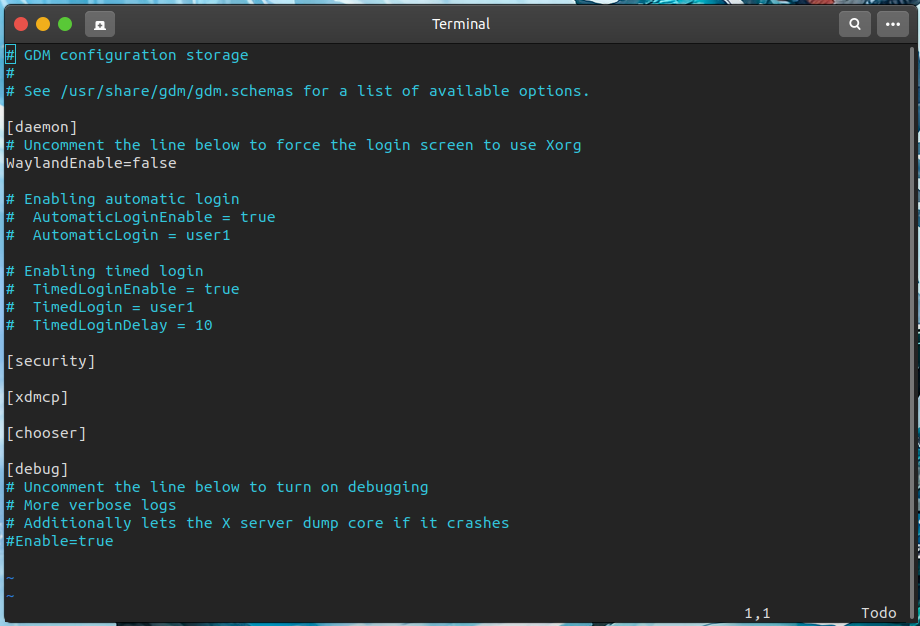 Terminal
# GDM configuration storage
#
# See /usr/share/gdm/gdm.schemas for a list of available options.
[daemon]
# Uncomment the line below to force the login screen to use Xorg
WaylandEnable=false
# Enabling automatic login
#  AutomaticLoginEnable = true
#  AutomaticLogin = user1
# Enabling timed login
#  TimedLoginEnable = true
#  TimedLogin = user1
#  TimedLoginDelay = 10
[security]
[xdmcp]
[chooser]
[debug]
# Uncomment the line below to turn on debugging
# More verbose logs
# Additionally lets the X server dump core if it crashes
#Enable=true
~
~
1,1 Todo